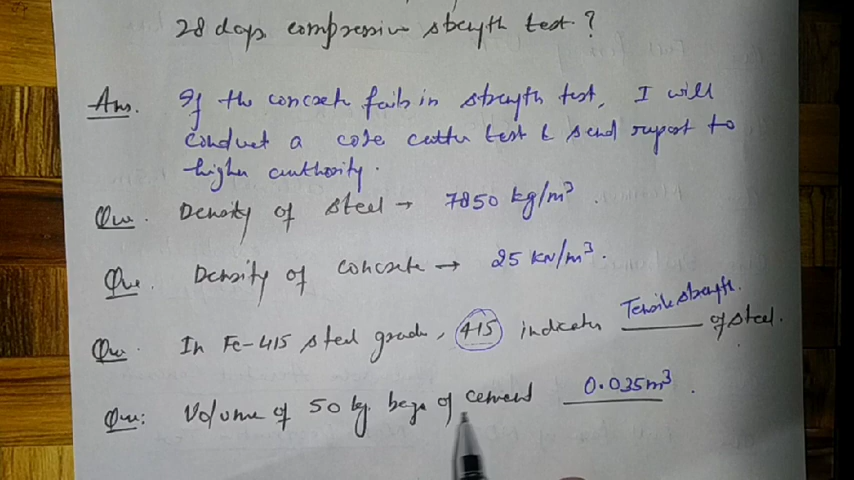 28 days compressive strength test?
Ans. If the concrete fails in strength test, I will
conduct a core cutter test & send report to
higher authority.
Que. Density of steel → 7850 kg/m³.
Que. Density of concrete → 25 KN/m³.
Que. In Fe-415 steel grade, 415 indicates Tensile strength. of steel.
Que: Volume of 50 kg. bags of cement 0.035m³.